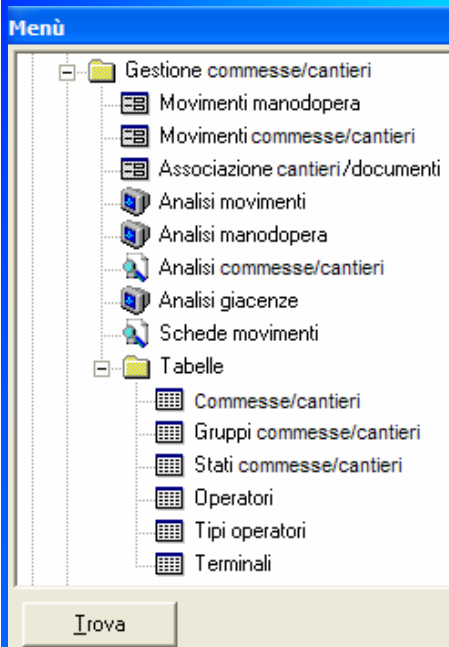 Menù
Gestione commesse/cantieri
Movimenti manodopera
Movimenti commesse/cantieri
Associazione cantieri/documenti
Analisi movimenti
Analisi manodopera
Analisi commesse/cantieri
Analisi giacenze
Schede movimenti
Tabelle
Commesse/cantieri
Gruppi commesse/cantieri
Stati commesse/cantieri
Operatori
Tipi operatori
Terminali
Trova